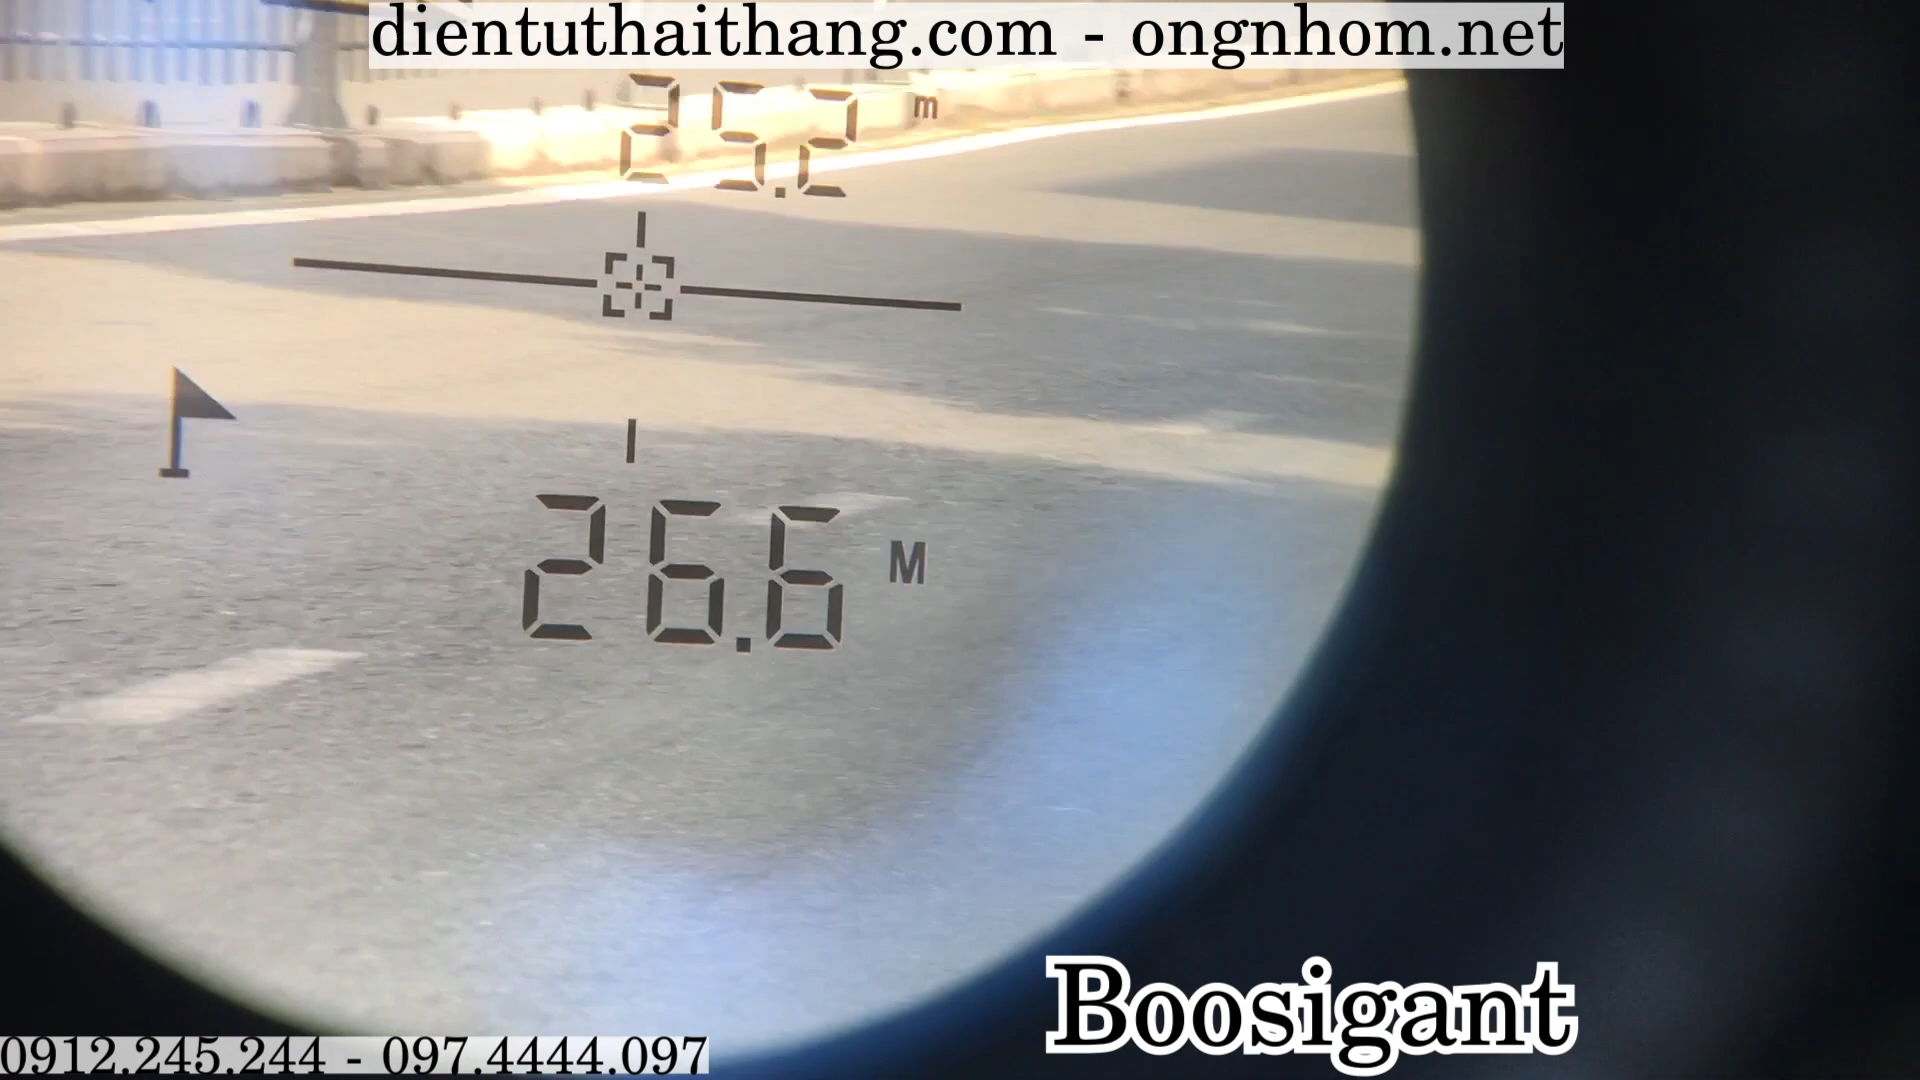 dientuthaithang.com - ongnhom.net
25.2 m
26.6 M
Boosigant
0912.245.244 - 097.4444.097